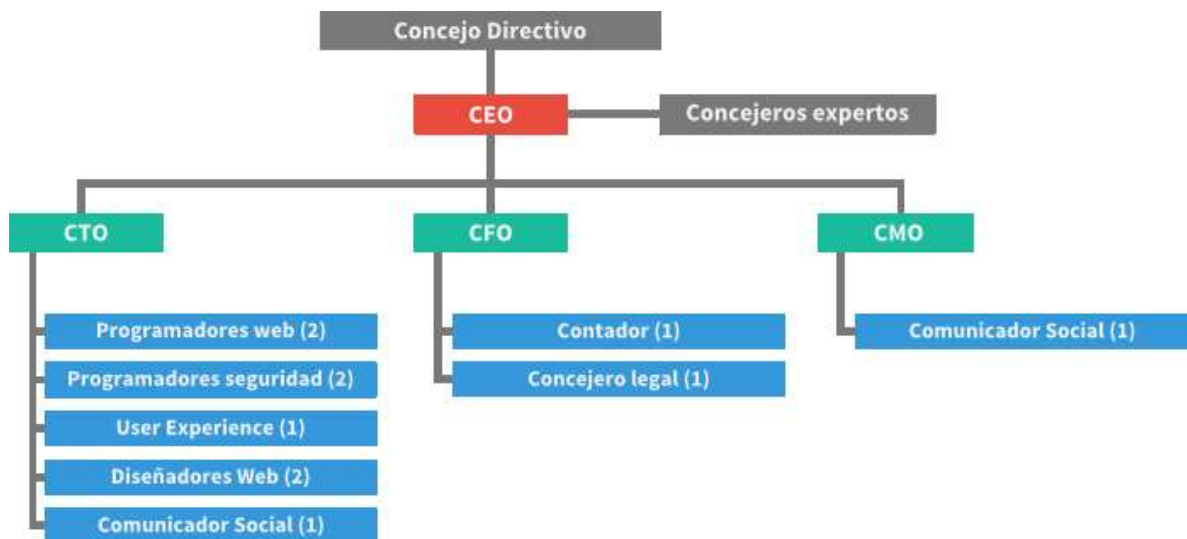 Concejo Directivo
CEO
Concejeros expertos
CTO
CFO
CMO
Programadores web (2)
Programadores seguridad (2)
User Experience (1)
Diseñadores Web (2)
Comunicador Social (1)
Contador (1)
Concejero legal (1)
Comunicador Social (1)